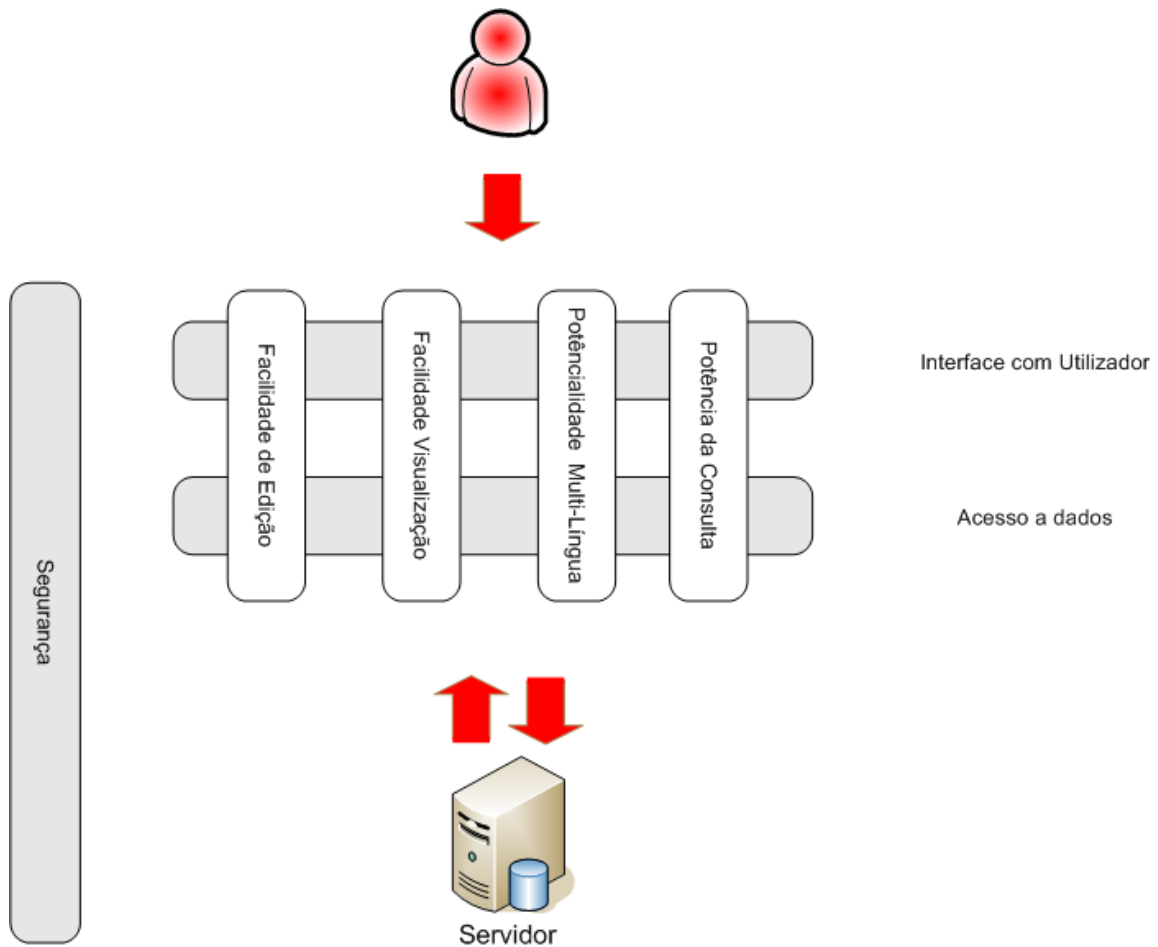 Facilidade de Edição
Facilidade Visualização
Potêncialidade Multi-Língua
Potência da Consulta
Interface com Utilizador
Acesso a dados
Segurança
Servidor